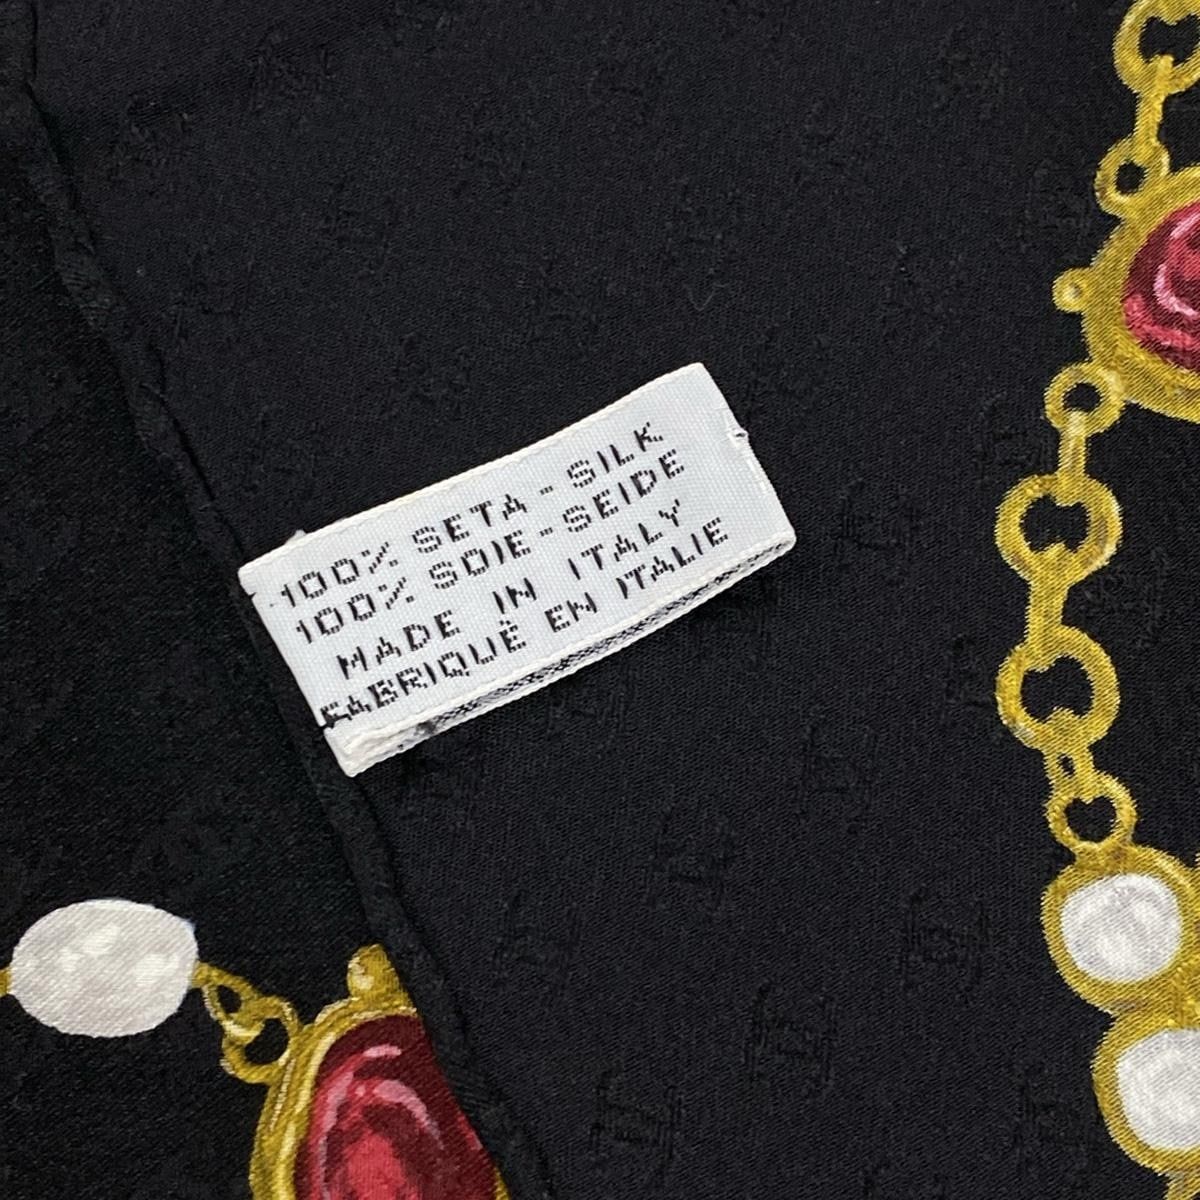 100% SETA - SILK
100% SOIE - SEIDE
MADE IN ITALY
FABRIQUÈ EN ITALIE